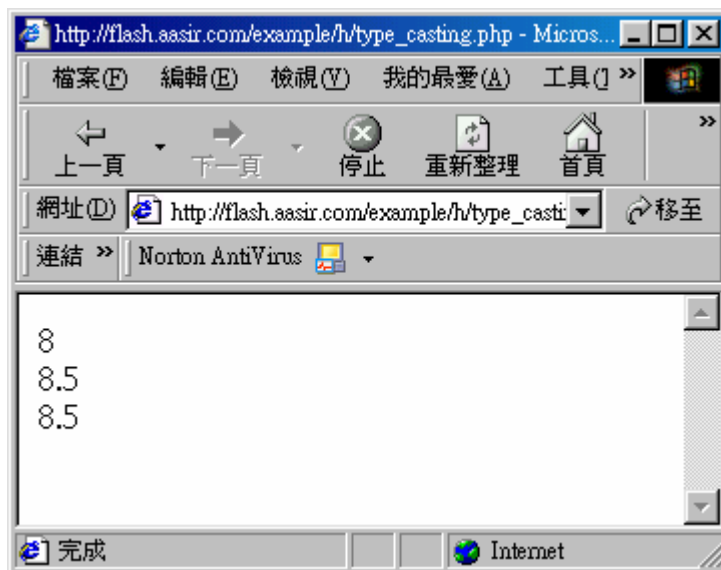 http://flash.aasir.com/example/h/type_casting.php - Micros...
檔案(F) 編輯(E) 檢視(V) 我的最愛(A) 工具(T »
上一頁 下一頁 停止 重新整理 首頁 »
網址(D) http://flash.aasir.com/example/h/type_casti 移至
連結 » Norton AntiVirus
8
8.5
8.5
完成 Internet